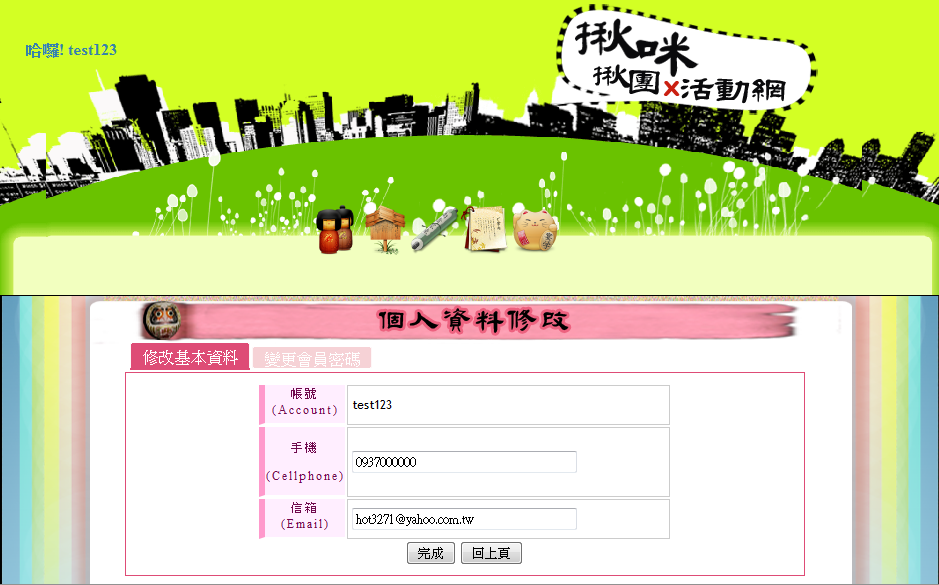 哈囉! test123
揪咪
揪團x活動網
個人資料修改
修改基本資料
變更會員密碼
帳號
(Account)
test123
手機
(Cellphone)
0937000000
信箱
(Email)
hot3271@yahoo.com.tw
完成
回上頁